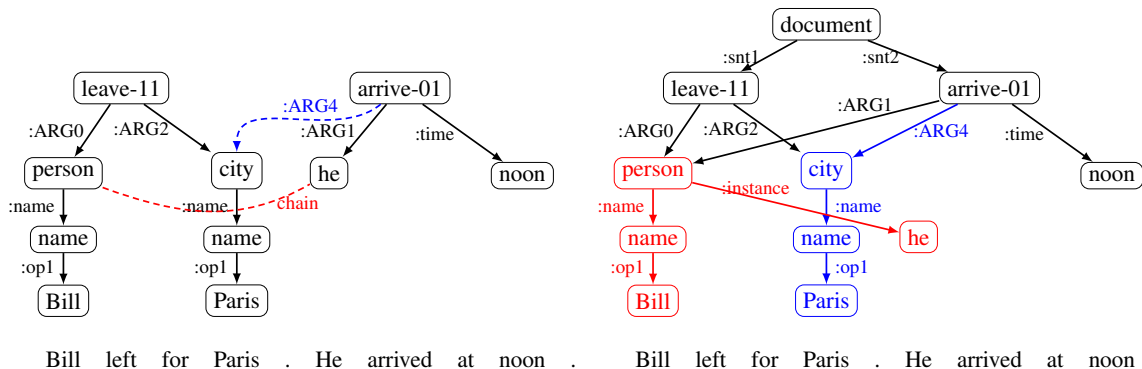 document
:snt1 :snt2
leave-11 arrive-01 leave-11 arrive-01
:ARG4 :ARG1
:ARG0 :ARG2 :ARG1 :time :ARG0 :ARG2 :ARG4 :time
person city he noon person city noon
:instance
chain
:name :name :name :name
name name name name he
:op1 :op1 :op1 :op1
Bill Paris Bill Paris
Bill left for Paris . He arrived at noon . Bill left for Paris . He arrived at noon